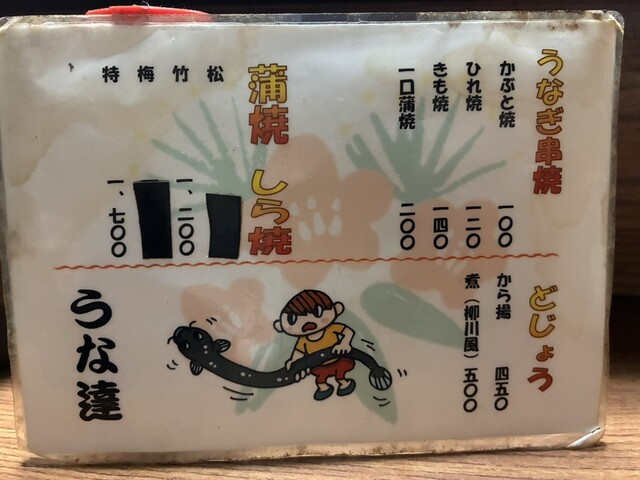 うなぎ串焼
かぶと焼 一〇〇
ひれ焼 一二〇
きも焼 一四〇
一口蒲焼 二〇〇
蒲焼 しら焼
松
竹 一、二〇〇
梅
特 一、七〇〇
どじょう
から揚 四五〇
煮（柳川風） 五〇〇
うな達